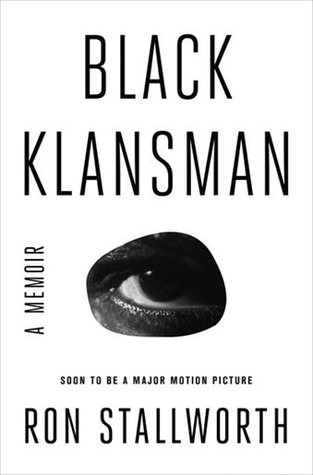 BLACK
KLANSMAN
A MEMOIR
SOON TO BE A MAJOR MOTION PICTURE
RON STALLWORTH